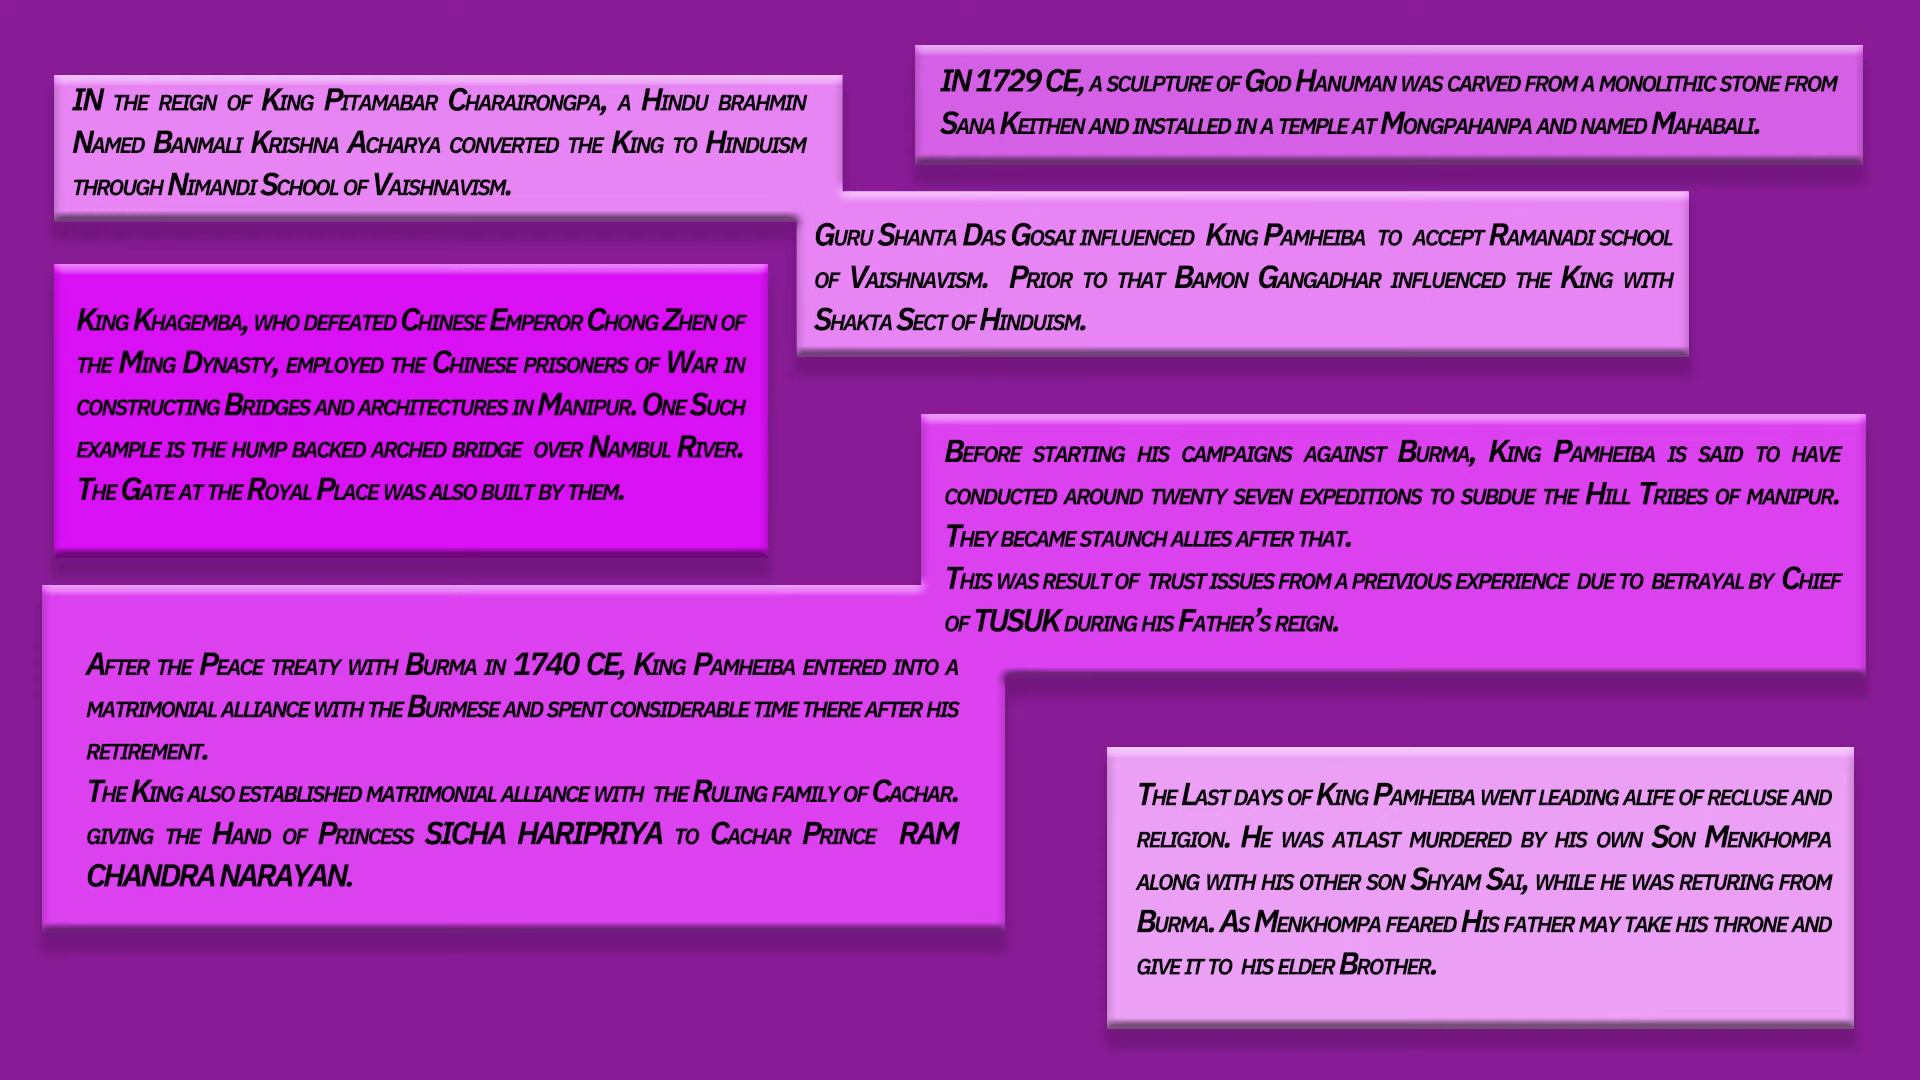 IN THE REIGN OF KING PITAMABAR CHARAIRONGPA, A HINDU BRAHMIN
NAMED BANMALI KRISHNA ACHARYA CONVERTED THE KING TO HINDUISM
THROUGH NIMANDI SCHOOL OF VAISHNAVISM.
IN 1729 CE, A SCULPTURE OF GOD HANUMAN WAS CARVED FROM A MONOLITHIC STONE FROM
SANA KEITHEN AND INSTALLED IN A TEMPLE AT MONGPAHANPA AND NAMED MAHABALI.
GURU SHANTA DAS GOSAI INFLUENCED KING PAMHEIBA TO ACCEPT RAMANADI SCHOOL
OF VAISHNAVISM. PRIOR TO THAT BAMON GANGADHAR INFLUENCED THE KING WITH
SHAKTA SECT OF HINDUISM.
KING KHAGEMBA, WHO DEFEATED CHINESE EMPEROR CHONG ZHEN OF
THE MING DYNASTY, EMPLOYED THE CHINESE PRISONERS OF WAR IN
CONSTRUCTING BRIDGES AND ARCHITECTURES IN MANIPUR. ONE SUCH
EXAMPLE IS THE HUMP BACKED ARCHED BRIDGE OVER NAMBUL RIVER.
THE GATE AT THE ROYAL PLACE WAS ALSO BUILT BY THEM.
BEFORE STARTING HIS CAMPAIGNS AGAINST BURMA, KING PAMHEIBA IS SAID TO HAVE
CONDUCTED AROUND TWENTY SEVEN EXPEDITIONS TO SUBDUE THE HILL TRIBES OF MANIPUR.
THEY BECAME STAUNCH ALLIES AFTER THAT.
THIS WAS RESULT OF TRUST ISSUES FROM A PREIVIOUS EXPERIENCE DUE TO BETRAYAL BY CHIEF
OF TUSUK DURING HIS FATHER'S REIGN.
AFTER THE PEACE TREATY WITH BURMA IN 1740 CE, KING PAMHEIBA ENTERED INTO A
MATRIMONIAL ALLIANCE WITH THE BURMESE AND SPENT CONSIDERABLE TIME THERE AFTER HIS
RETIREMENT.
THE KING ALSO ESTABLISHED MATRIMONIAL ALLIANCE WITH THE RULING FAMILY OF CACHAR.
GIVING THE HAND OF PRINCESS SICHA HARIPRIYA TO CACHAR PRINCE RAM
CHANDRA NARAYAN.
THE LAST DAYS OF KING PAMHEIBA WENT LEADING ALIFE OF RECLUSE AND
RELIGION. HE WAS ATLAST MURDERED BY HIS OWN SON MENKHOMPA
ALONG WITH HIS OTHER SON SHYAM SAI, WHILE HE WAS RETURING FROM
BURMA. AS MENKHOMPA FEARED HIS FATHER MAY TAKE HIS THRONE AND
GIVE IT TO HIS ELDER BROTHER.